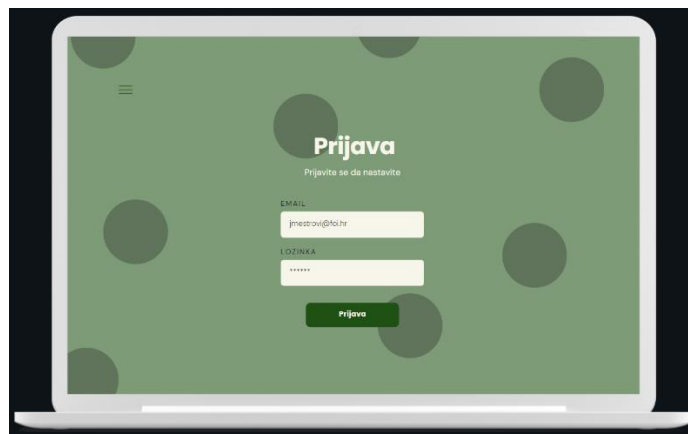 Prijava
Prijavite se da nastavite
EMAIL
jmestrovi@foi.hr
LOZINKA
******
Prijava